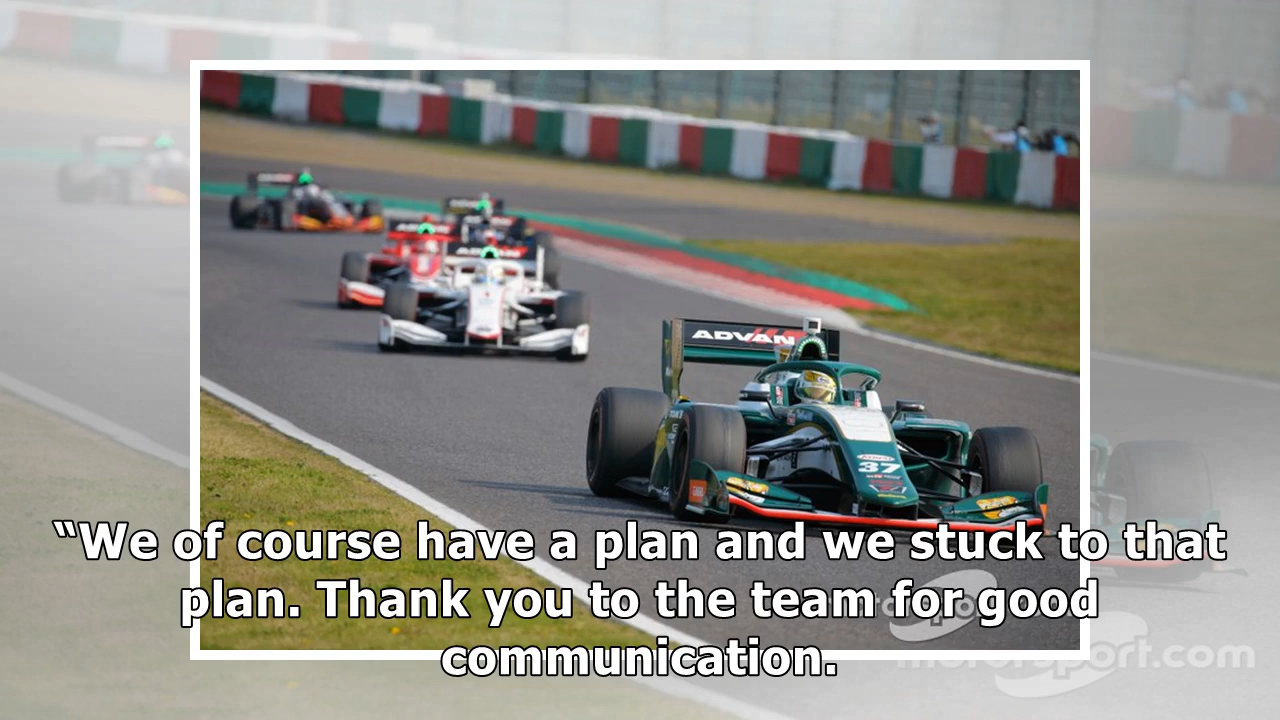 ADVAN
ADVAN
37
“We of course have a plan and we stuck to that
plan. Thank you to the team for good
communication.
motorsport.com